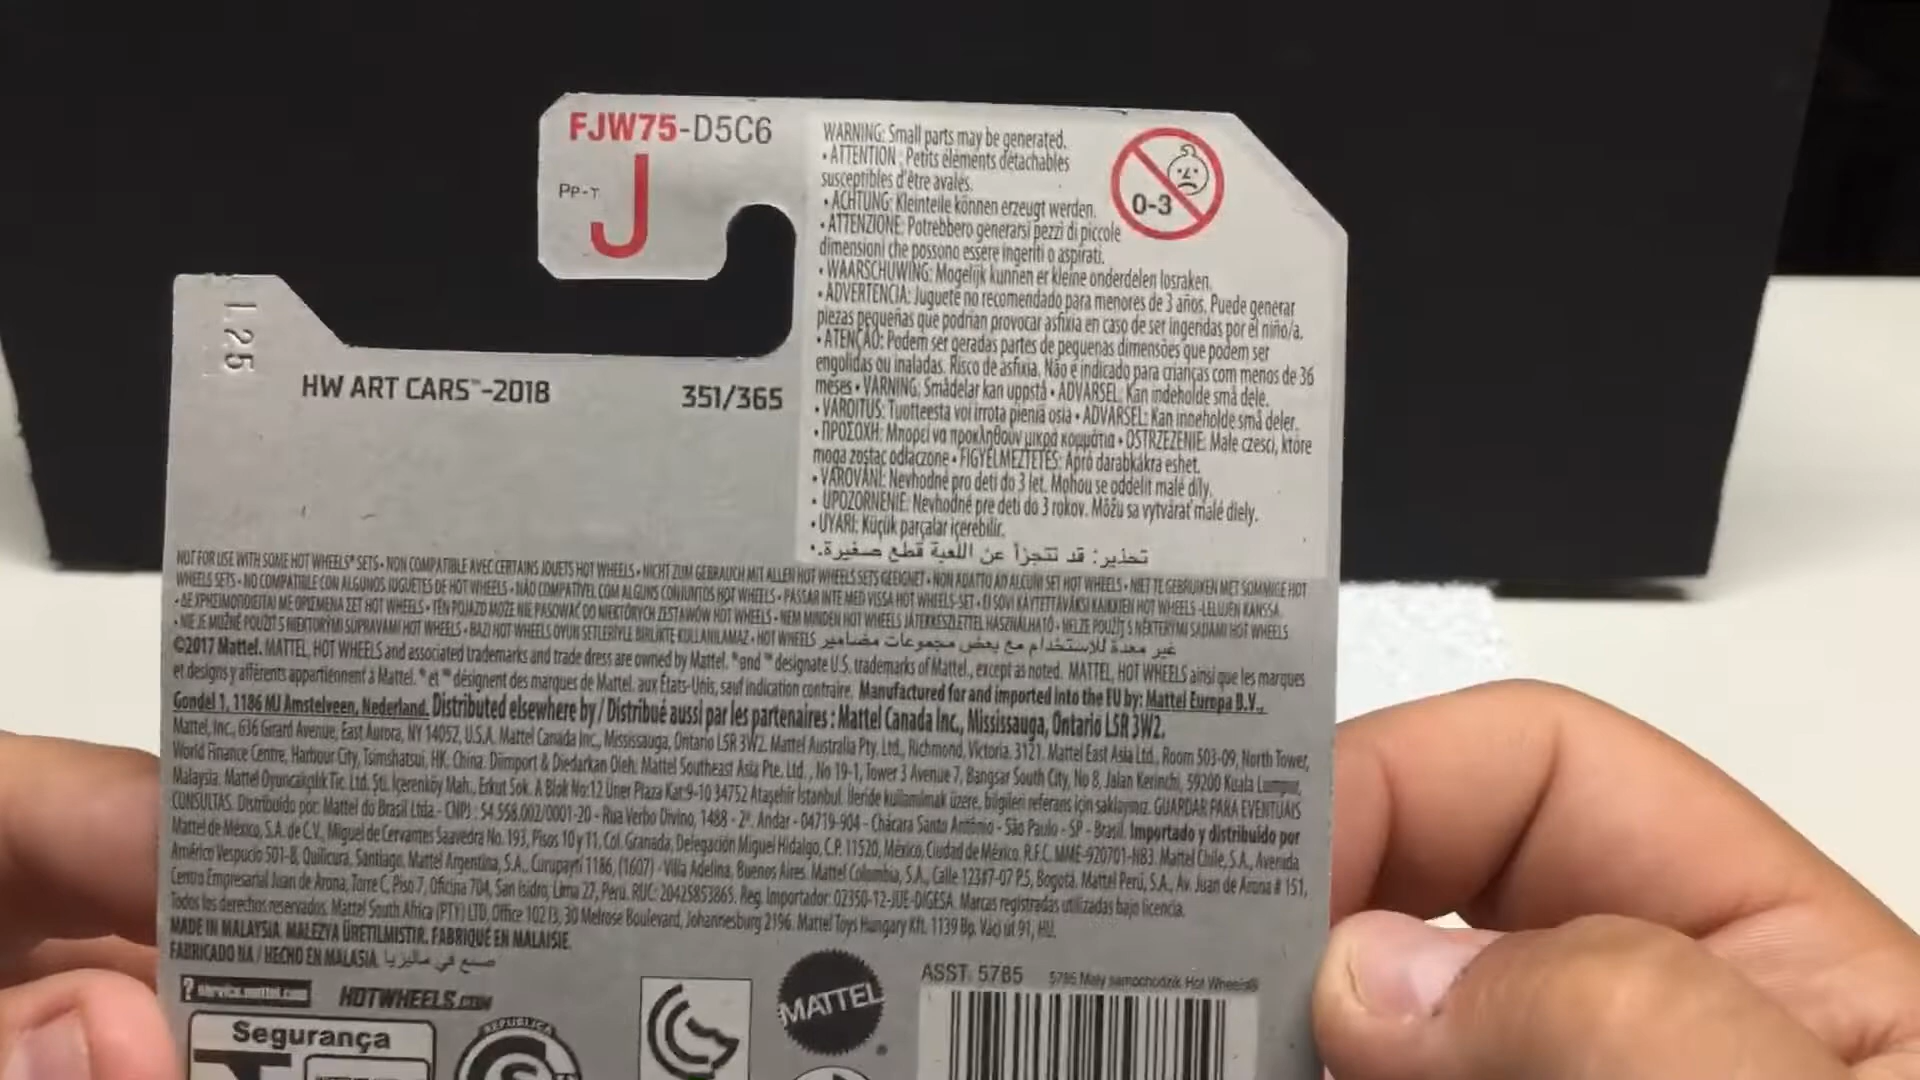 FJW75-D5C6
PP-T
J
125
HW ART CARS™-2018
351/365
WARNING: Small parts may be generated.
• ATTENTION : Petits éléments détachables
susceptibles d'être avalés.
• ACHTUNG: Kleinteile können erzeugt werden.
• ATTENZIONE: Potrebbero generarsi pezzi di piccole
dimensioni che possono essere ingeriti o aspirati.
• WAARSCHUWING: Mogelijk kunnen er kleine onderdelen losraken.
• ADVERTENCIA: Juguete no recomendado para menores de 3 años. Puede generar
piezas pequeñas que podrían provocar asfixia en caso de ser ingeridas por el niño/a.
• ATENÇÃO: Podem ser geradas partes de pequenas dimensões que podem ser
engolidas ou inaladas. Risco de asfixia. Não é indicado para crianças com menos de 36
meses • VARNING: Smådelar kan uppstå • ADVARSEL: Kan indeholde små dele.
• VAROITUS: Tuotteesta voi irrota pieniä osia • ADVARSEL: Kan inneholde små deler.
• ΠΡΟΣΟΧΗ: Μπορεί να προκληθούν μικρά κομμάτια • OSTRZEŻENIE: Małe części, które
mogą zostać odłączone • FIGYELMEZTETÉS: Apró darabkákra eshet.
• VAROVÁNÍ: Nevhodné pro děti do 3 let. Mohou se oddělit malé díly.
• UPOZORNENIE: Nevhodné pre deti do 3 rokov. Môžu sa vytvárať malé diely.
• UYARI: Küçük parçalar içerebilir.
• تحذير: قد تتجزأ عن اللعبة قطع صغيرة.
0-3
NOT FOR USE WITH SOME HOT WHEELS® SETS • NON COMPATIBLE AVEC CERTAINS JOUETS HOT WHEELS • NICHT ZUM GEBRAUCH MIT ALLEN HOT WHEELS SETS GEEIGNET • NON ADATTO AD ALCUNI SET HOT WHEELS • NIET TE GEBRUIKEN MET SOMMIGE HOT
WHEELS SETS • NO COMPATIBLE CON ALGUNOS JUGUETES DE HOT WHEELS • NÃO COMPATÍVEL COM ALGUNS CONJUNTOS HOT WHEELS • PASSAR INTE MED VISSA HOT WHEELS-SET • EI SOVI KÄYTETTÄVÄKSI KAIKKIEN HOT WHEELS -LELUJEN KANSSA
• ΔΕ ΧΡΗΣΙΜΟΠΟΙΕΙΤΑΙ ΜΕ ΟΡΙΣΜΕΝΑ ΣΕΤ HOT WHEELS • TEN POJAZD MOŻE NIE PASOWAĆ DO NIEKTÓRYCH ZESTAWÓW HOT WHEELS • NEM MINDEN HOT WHEELS JÁTÉKKÉSZLETTEL HASZNÁLHATÓ • NELZE POUŽÍT S NĚKTERÝMI SADAMI HOT WHEELS
• NIE JE MOŽNÉ POUŽIŤ S NIEKTORÝMI SÚPRAVAMI HOT WHEELS • BAZI HOT WHEELS OYUN SETLERİYLE BİRLİKTE KULLANILAMAZ • HOT WHEELS غير معدة للاستخدام مع بعض مجموعات مضامير
©2017 Mattel. MATTEL, HOT WHEELS and associated trademarks and trade dress are owned by Mattel. ® and ™ designate U.S. trademarks of Mattel, except as noted. MATTEL, HOT WHEELS ainsi que les marques
et designs y afférents appartiennent à Mattel. ® et ™ désignent des marques de Mattel. aux États-Unis, sauf indication contraire. Manufactured for and imported into the EU by: Mattel Europa B.V.,
Gondel 1, 1186 MJ Amstelveen, Nederland. Distributed elsewhere by / Distribué aussi par les partenaires : Mattel Canada Inc., Mississauga, Ontario L5R 3W2.
Mattel, Inc., 636 Girard Avenue, East Aurora, NY 14052, U.S.A. Mattel Canada Inc., Mississauga, Ontario L5R 3W2. Mattel Australia Pty. Ltd., Richmond, Victoria. 3121. Mattel East Asia Ltd., Room 503-09, North Tower,
World Finance Centre, Harbour City, Tsimshatsui, HK, China. Diimport & Diedarkan Oleh: Mattel Southeast Asia Pte. Ltd., No 19-1, Tower 3 Avenue 7, Bangsar South City, No 8, Jalan Kerinchi, 59200 Kuala Lumpur,
Malaysia. Mattel Oyuncakçılık Tic. Ltd. Şti. İçerenköy Mah., Erkut Sok. A Blok No:12 Üner Plaza Kat:9-10 34752 Ataşehir İstanbul. İleride kullanılmak üzere, bilgileri referans için saklayınız. GUARDAR PARA EVENTUAIS
CONSULTAS. Distribuído por: Mattel do Brasil Ltda - CNPJ : 54.558.002/0001-20 - Rua Verbo Divino, 1488 - 2º. Andar - 04719-904 - Chácara Santo Antônio - São Paulo - SP - Brasil. Importado y distribuido por
Mattel de México, S.A. de C.V., Miguel de Cervantes Saavedra No. 193, Pisos 10 y 11, Col. Granada, Delegación Miguel Hidalgo, C.P. 11520, México, Ciudad de México. R.F.C. MME-920701-NB3. Mattel Chile, S.A., Avenida
Américo Vespucio 501-B, Quilicura, Santiago. Mattel Argentina, S.A., Curupaytí 1186, (1607) - Villa Adelina, Buenos Aires. Mattel Colombia, S.A., Calle 123#7-07 P.5, Bogotá. Mattel Perú, S.A., Av. Juan de Arona # 151,
Centro Empresarial Juan de Arona, Torre C, Piso 7, Oficina 704, San Isidro, Lima 27, Perú. RUC: 20425853865. Reg. Importador: 02350-12-JUE-DIGESA. Marcas registradas utilizadas bajo licencia.
Todos los derechos reservados. Mattel South Africa (PTY) LTD, Office 102 I3, 30 Melrose Boulevard, Johannesburg 2196. Mattel Toys Hungary Kft. 1139 Bp. Váci út 91, HU.
MADE IN MALAYSIA. MALEZYA ÜRETILMISTIR. FABRIQUÉ EN MALAISIE.
FABRICADO NA / HECHO EN MALASIA. صنع في ماليزيا
? service.mattel.com
HOTWHEELS.COM
MATTEL
ASST. 5785
5785 Mały samochodzik Hot Wheels®
Segurança
REPUBLICA